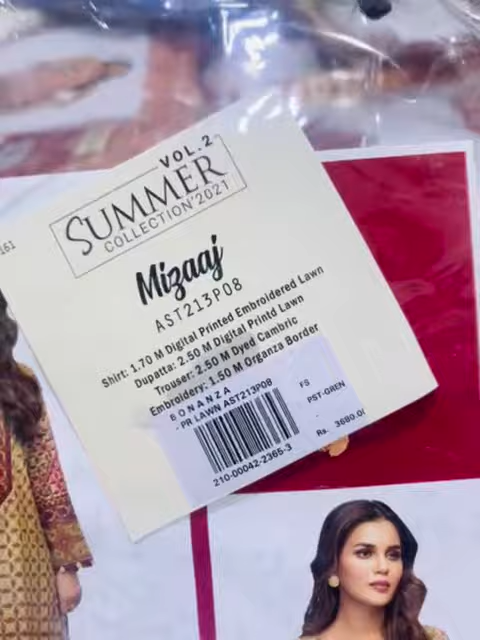 VOL.2
SUMMER
COLLECTION'2021
Mizaaj
AST213P08
Shirt: 1.70 M Digital Printed Embroidered Lawn
Dupatta: 2.50 M Digital Printd Lawn
Trouser: 2.50 M Dyed Cambric
Embroidery: 1.50 M Organza Border
BONANZA
PR LAWN AST213P08
FS
PST-GREN
210-00042-2365-3
Rs. 3680.0
161